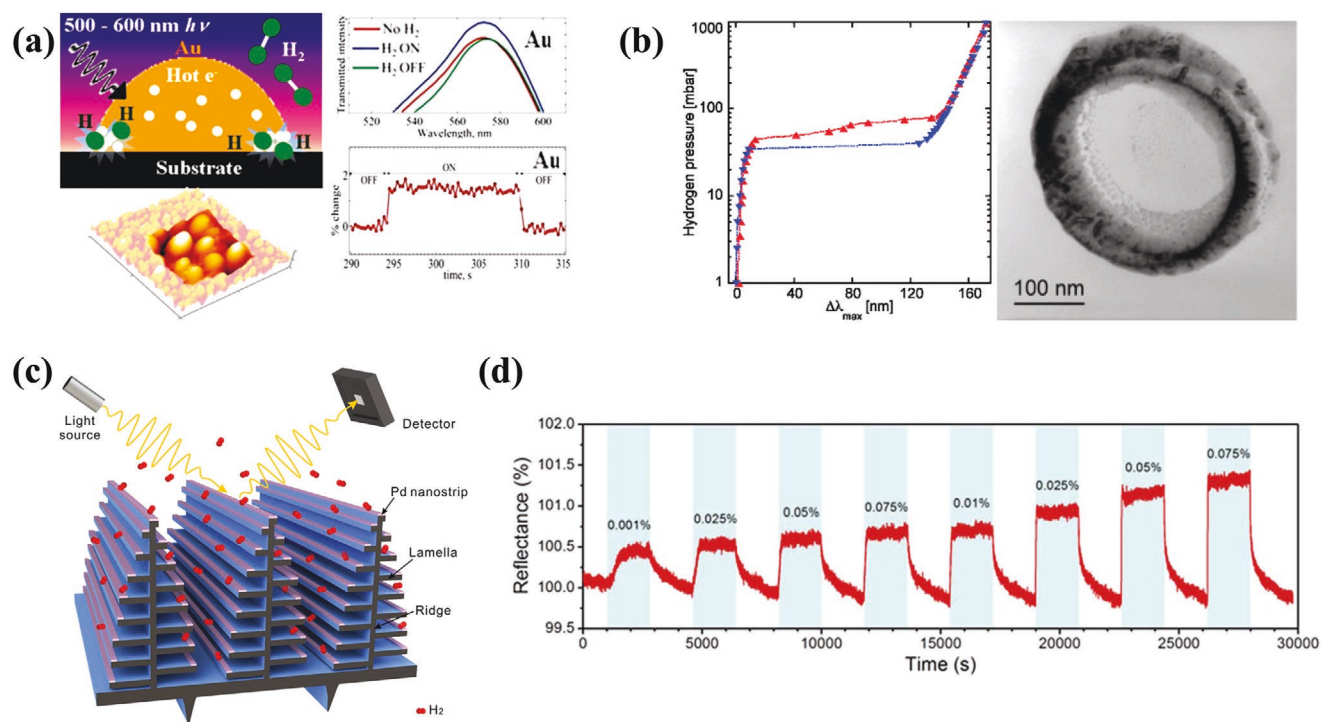 (a)
500 - 600 nm hν
Au
H₂
Hot e⁻
H
H
H
H
Substrate
Transmitted intensity
No H₂
H₂ ON
H₂ OFF
Au
520
540
560
580
600
Wavelength, nm
Au
OFF
ON
OFF
% change
2
0
290
295
300
305
310
315
time, s
(b)
Hydrogen pressure [mbar]
1000
100
10
1
0
40
80
120
160
Δλmax [nm]
100 nm
(c)
Light
source
Detector
Pd nanostrip
Lamella
Ridge
H₂
(d)
Reflectance (%)
102.0
101.5
101.0
100.5
100.0
99.5
0.001%
0.025%
0.05%
0.075%
0.01%
0.025%
0.05%
0.075%
0
5000
10000
15000
20000
25000
30000
Time (s)